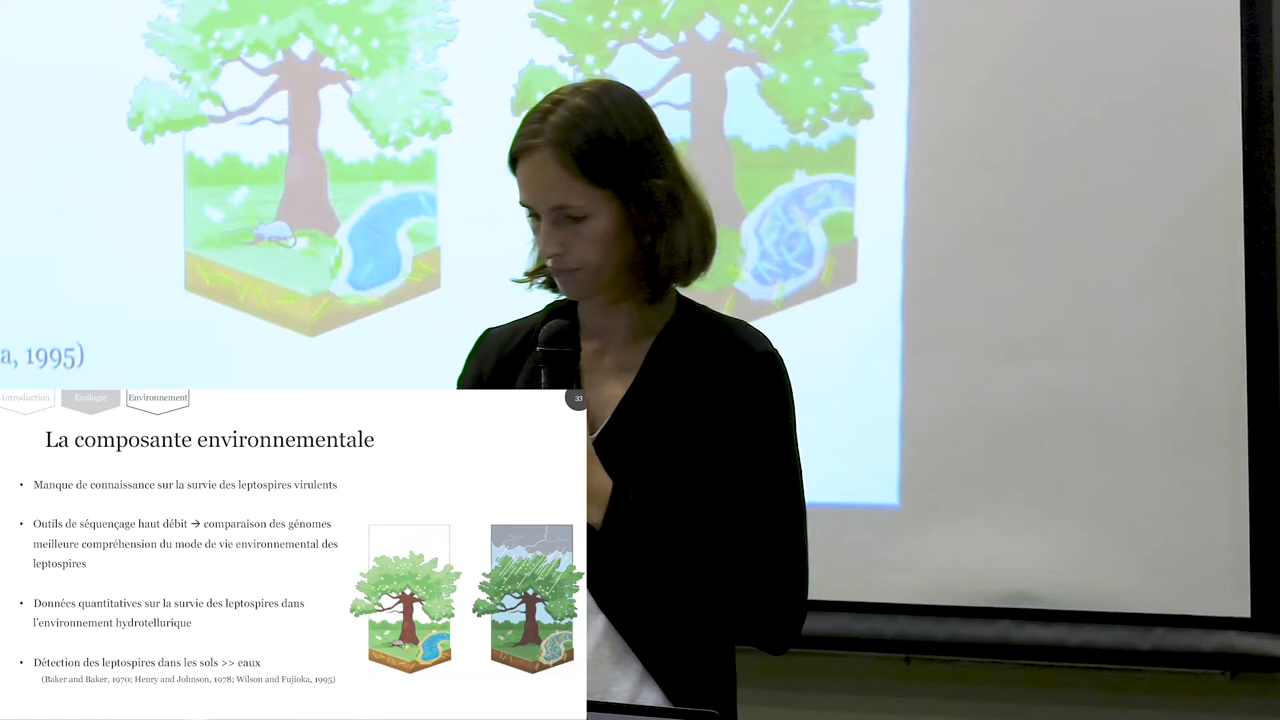 a, 1995)
Introduction
Ecologie
Environnement
33
La composante environnementale
• Manque de connaissance sur la survie des leptospires virulents
• Outils de séquençage haut débit → comparaison des génomes
meilleure compréhension du mode de vie environnemental des
leptospires
• Données quantitatives sur la survie des leptospires dans
l'environnement hydrotellurique
• Détection des leptospires dans les sols >> eaux
(Baker and Baker, 1970; Henry and Johnson, 1978; Wilson and Fujioka, 1995)